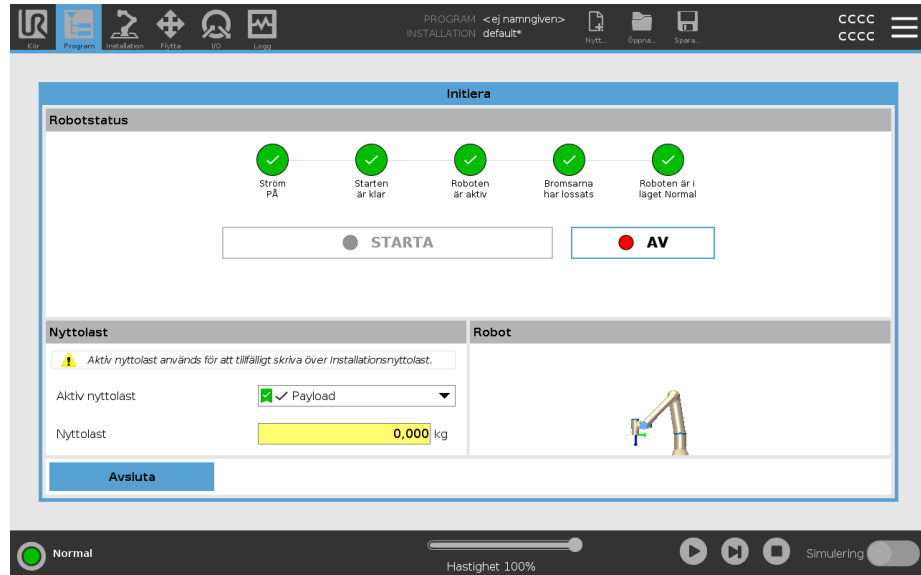 UR
PROGRAM <ej namngiven>
INSTALLATION default*
CCCC
CCCC
Kör
Program
Installation
Flytta
I/O
Logg
Nytt...
Öppna...
Spara...
Initiera
Robotstatus
Ström
PÅ
Starten
är klar
Roboten
är aktiv
Bromsarna
har lossats
Roboten är i
läget Normal
STARTA
AV
Nyttolast
Robot
Aktiv nyttolast används för att tillfälligt skriva över Installationsnyttolast.
Aktiv nyttolast
Payload
Nyttolast
0,000 kg
Avsluta
Normal
Hastighet 100%
Simulering